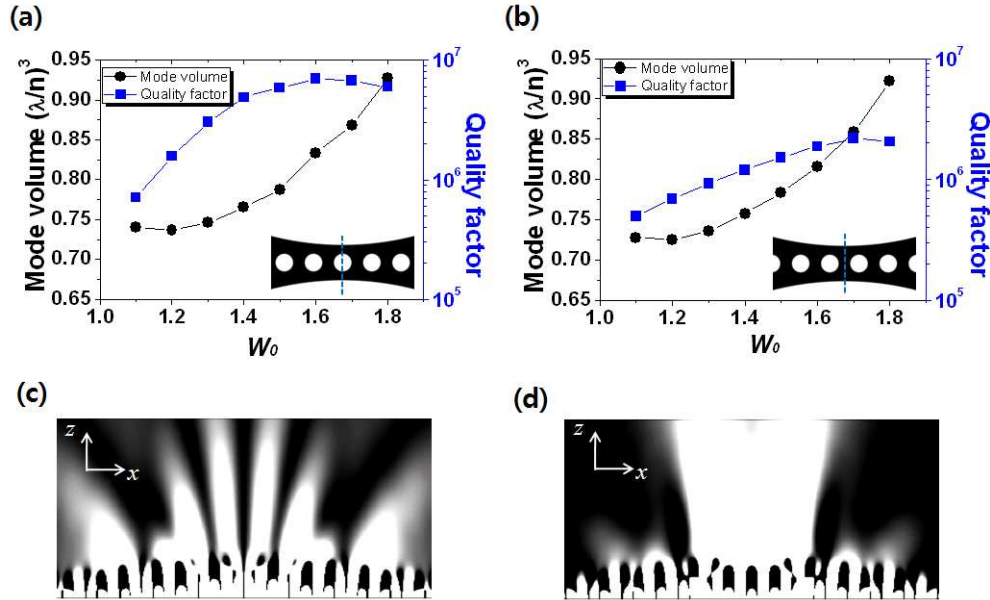 (a)
(b)
Mode volume (λ/n)³
0.95
0.90
0.85
0.80
0.75
0.70
0.65
Mode volume
Quality factor
10⁷
10⁶
10⁵
Quality factor
1.0 1.2 1.4 1.6 1.8
W₀
Mode volume (λ/n)³
0.95
0.90
0.85
0.80
0.75
0.70
0.65
Mode volume
Quality factor
10⁷
10⁶
10⁵
Quality factor
1.0 1.2 1.4 1.6 1.8
W₀
(c)
(d)
z
x
z
x